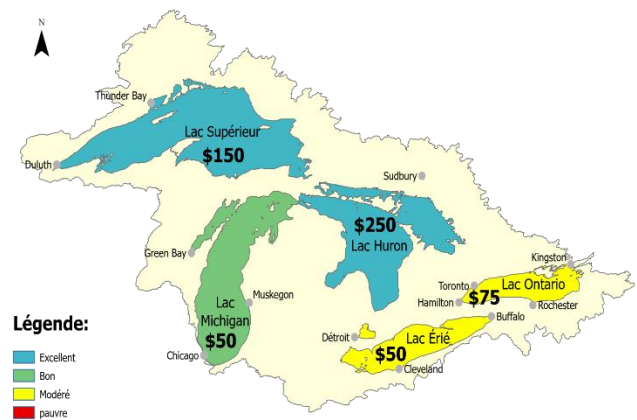 N
Thunder Bay
Lac Supérieur
$150
Duluth
Sudbury
$250
Lac Huron
Green Bay
Kingston
Toronto
Lac Ontario
$75
Hamilton
Rochester
Muskegon
Lac
Michigan
$50
Buffalo
Détroit
Lac Érié
$50
Chicago
Cleveland
Légende:
Excellent
Bon
Modéré
pauvre